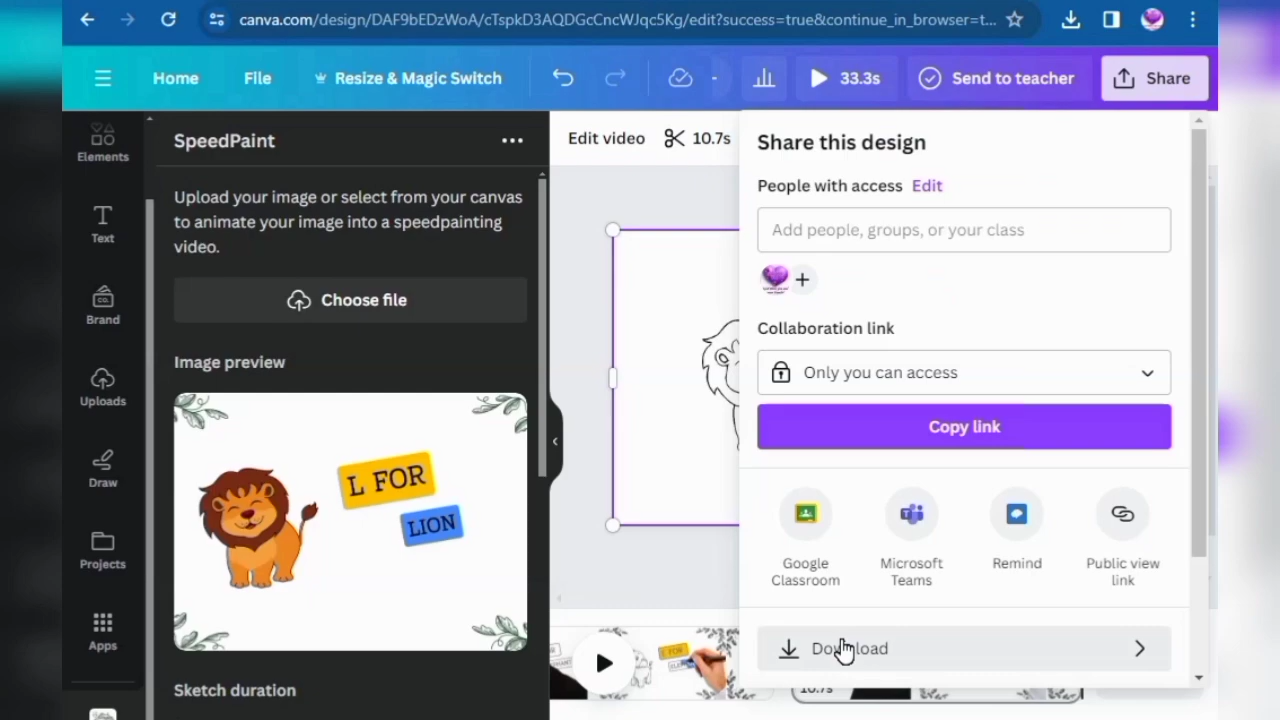 canva.com/design/DAF9bEDzWoA/cTspkD3AQDGcCncWJqc5Kg/edit?success=true&continue_in_browser=t...
Home
File
Resize & Magic Switch
33.3s
Send to teacher
Share
Elements
Text
Brand
Uploads
Draw
Projects
Apps
SpeedPaint
Upload your image or select from your canvas
to animate your image into a speedpainting
video.
Choose file
Image preview
L FOR
LION
Sketch duration
Edit video
10.7s
Share this design
People with access Edit
Add people, groups, or your class
Collaboration link
Only you can access
Copy link
Google
Classroom
Microsoft
Teams
Remind
Public view
link
Download
10.7s